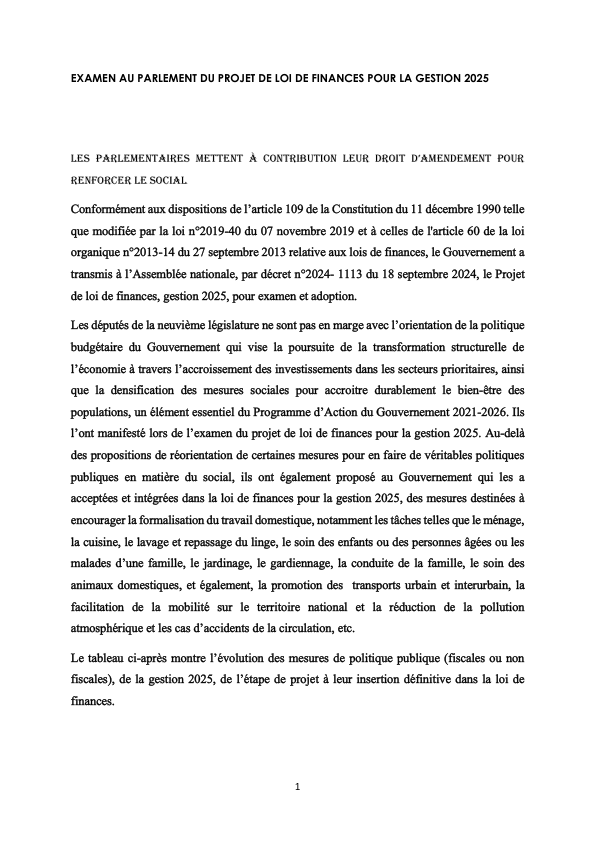 EXAMEN AU PARLEMENT DU PROJET DE LOI DE FINANCES POUR LA GESTION 2025
LES PARLEMENTAIRES METTENT À CONTRIBUTION LEUR DROIT D'AMENDEMENT POUR
RENFORCER LE SOCIAL
Conformément aux dispositions de l'article 109 de la Constitution du 11 décembre 1990 telle
que modifiée par la loi n°2019-40 du 07 novembre 2019 et à celles de l'article 60 de la loi
organique n°2013-14 du 27 septembre 2013 relative aux lois de finances, le Gouvernement a
transmis à l'Assemblée nationale, par décret n°2024- 1113 du 18 septembre 2024, le Projet
de loi de finances, gestion 2025, pour examen et adoption.
Les députés de la neuvième législature ne sont pas en marge avec l'orientation de la politique
budgétaire du Gouvernement qui vise la poursuite de la transformation structurelle de
l'économie à travers l'accroissement des investissements dans les secteurs prioritaires, ainsi
que la densification des mesures sociales pour accroitre durablement le bien-être des
populations, un élément essentiel du Programme d'Action du Gouvernement 2021-2026. Ils
l'ont manifesté lors de l'examen du projet de loi de finances pour la gestion 2025. Au-delà
des propositions de réorientation de certaines mesures pour en faire de véritables politiques
publiques en matière du social, ils ont également proposé au Gouvernement qui les a
acceptées et intégrées dans la loi de finances pour la gestion 2025, des mesures destinées à
encourager la formalisation du travail domestique, notamment les tâches telles que le ménage,
la cuisine, le lavage et repassage du linge, le soin des enfants ou des personnes âgées ou les
malades d'une famille, le jardinage, le gardiennage, la conduite de la famille, le soin des
animaux domestiques, et également, la promotion des transports urbain et interurbain, la
facilitation de la mobilité sur le territoire national et la réduction de la pollution
atmosphérique et les cas d'accidents de la circulation, etc.
Le tableau ci-après montre l'évolution des mesures de politique publique (fiscales ou non
fiscales), de la gestion 2025, de l'étape de projet à leur insertion définitive dans la loi de
finances.
1